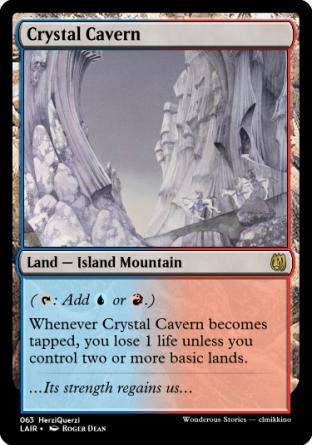 Crystal Cavern
Land — Island Mountain
(: Add or .)
Whenever Crystal Cavern becomes
tapped, you lose 1 life unless you
control two or more basic lands.
...Its strength regains us...
063 HerziQuerzi
Wonderous Stories — elmikkino
LAIR • Roger Dean